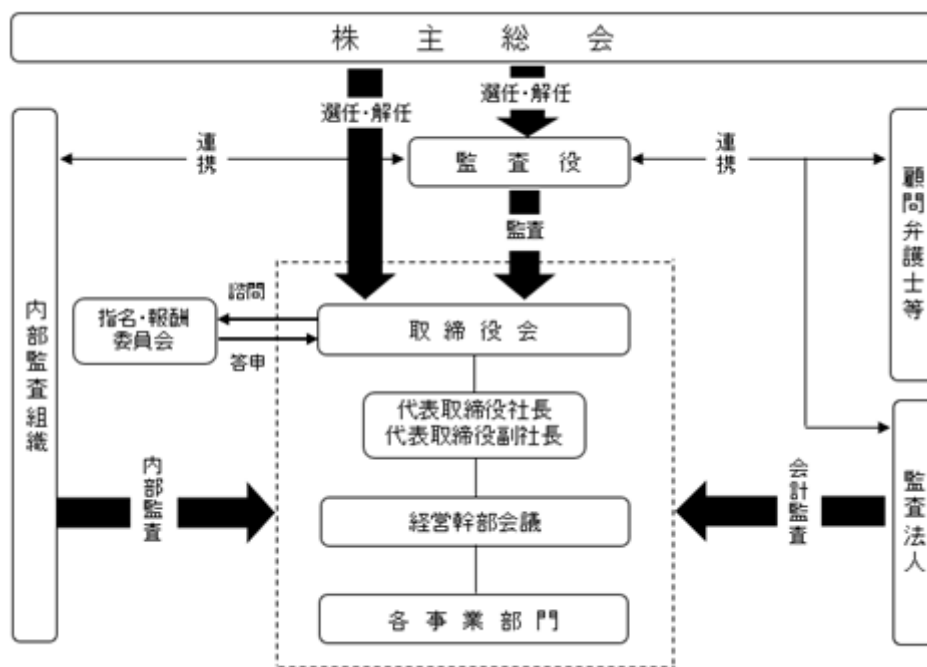 株主総会
選任・解任
選任・解任
連携
監査役
連携
顧問弁護士等
監査
諮問
指名・報酬
委員会
答申
取締役会
内部監査組織
代表取締役社長
代表取締役副社長
内部監査
会計監査
監査法人
経営幹部会議
各事業部門